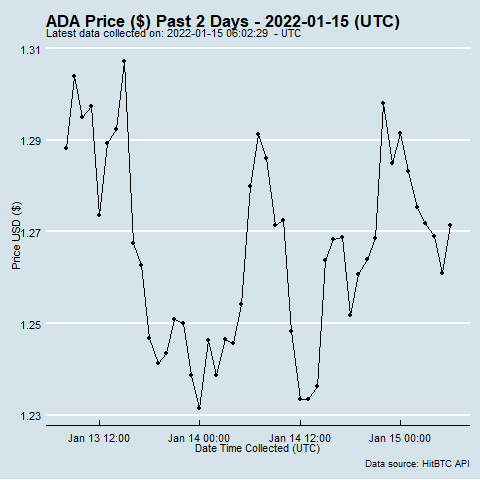 ADA Price ($) Past 2 Days - 2022-01-15 (UTC)
Latest data collected on: 2022-01-15 06:02:29 - UTC
1.31
1.29
1.27
1.25
1.23
Price USD ($)
Jan 13 12:00 Jan 14 00:00 Jan 14 12:00 Jan 15 00:00
Date Time Collected (UTC)
Data source: HitBTC API